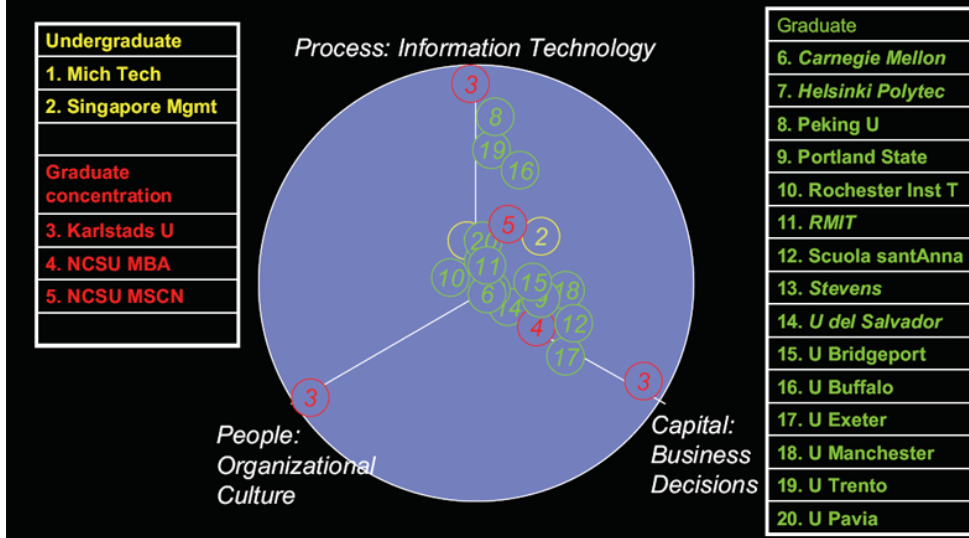 Undergraduate
1. Mich Tech
2. Singapore Mgmt
Graduate
concentration
3. Karlstads U
4. NCSU MBA
5. NCSU MSCN
Process: Information Technology
3
8
19
16
5
2
20
11
10
6
15
18
9
14
12
4
17
3
3
People:
Organizational
Culture
Capital:
Business
Decisions
Graduate
6. Carnegie Mellon
7. Helsinki Polytec
8. Peking U
9. Portland State
10. Rochester Inst T
11. RMIT
12. Scuola santAnna
13. Stevens
14. U del Salvador
15. U Bridgeport
16. U Buffalo
17. U Exeter
18. U Manchester
19. U Trento
20. U Pavia